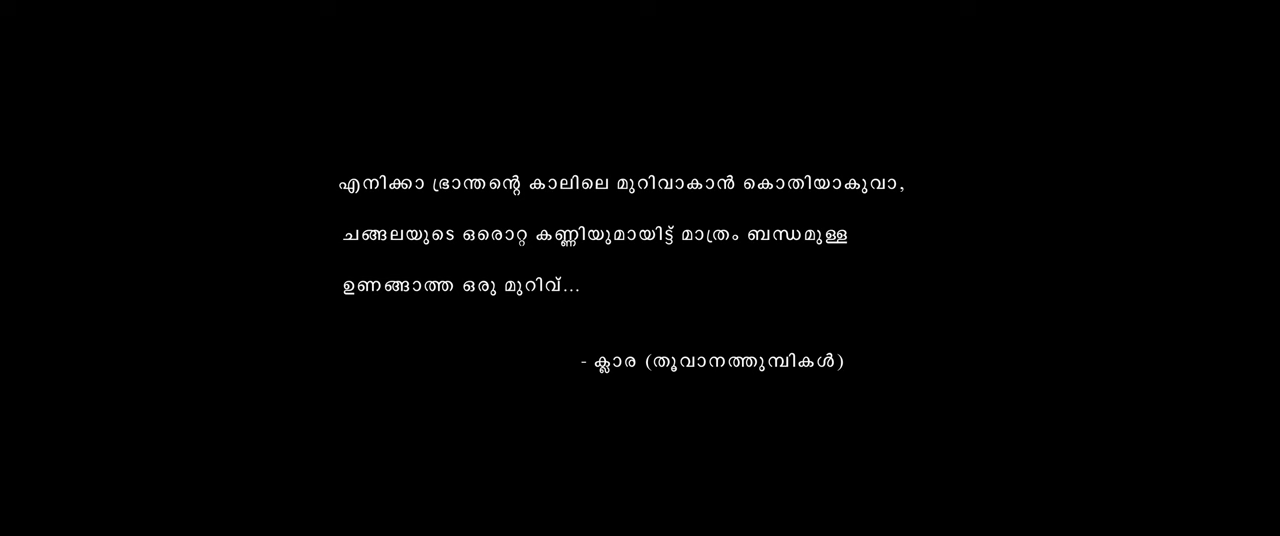 എനിക്കാ ഭ്രാന്തന്റെ കാലിലെ മുറിവാകാൻ കൊതിയാകുവാ,
ചങ്ങലയുടെ ഒരൊറ്റ കണ്ണിയുമായിട്ട് മാത്രം ബന്ധമുള്ള
ഉണങ്ങാത്ത ഒരു മുറിവ്...
- ക്ലാര (തൂവാനത്തുമ്പികൾ)